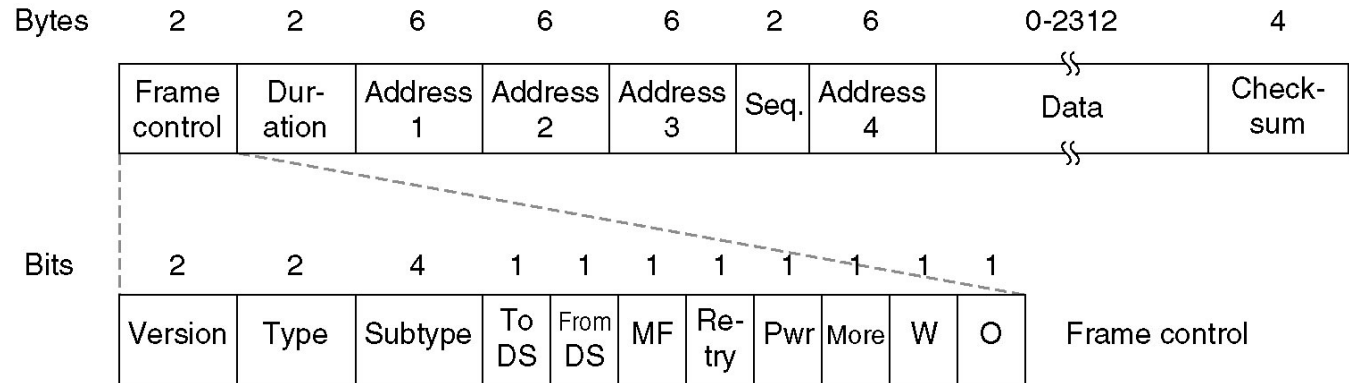 Bytes 2 2 6 6 6 2 6 0-2312 4
Frame Dur- Address Address Address Seq. Address Data Check-
control ation 1 2 3 4 sum
Bits 2 2 4 1 1 1 1 1 1 1 1
Version Type Subtype To From MF Re- Pwr More W O Frame control
DS DS try